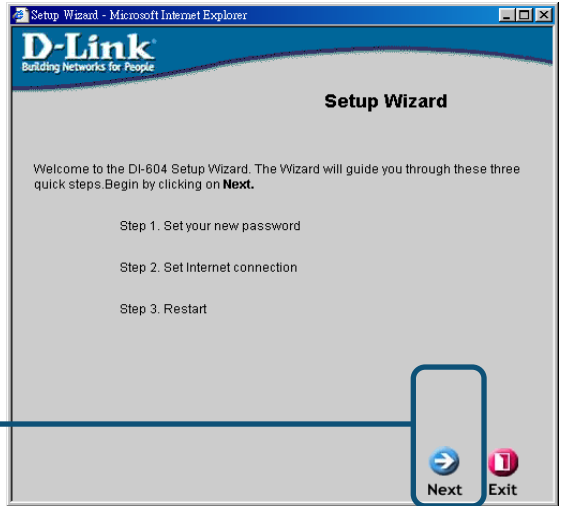 Setup Wizard - Microsoft Internet Explorer
D-Link
Building Networks for People
Setup Wizard
Welcome to the DI-604 Setup Wizard. The Wizard will guide you through these three
quick steps.Begin by clicking on Next.
Step 1. Set your new password
Step 2. Set Internet connection
Step 3. Restart
Next
Exit